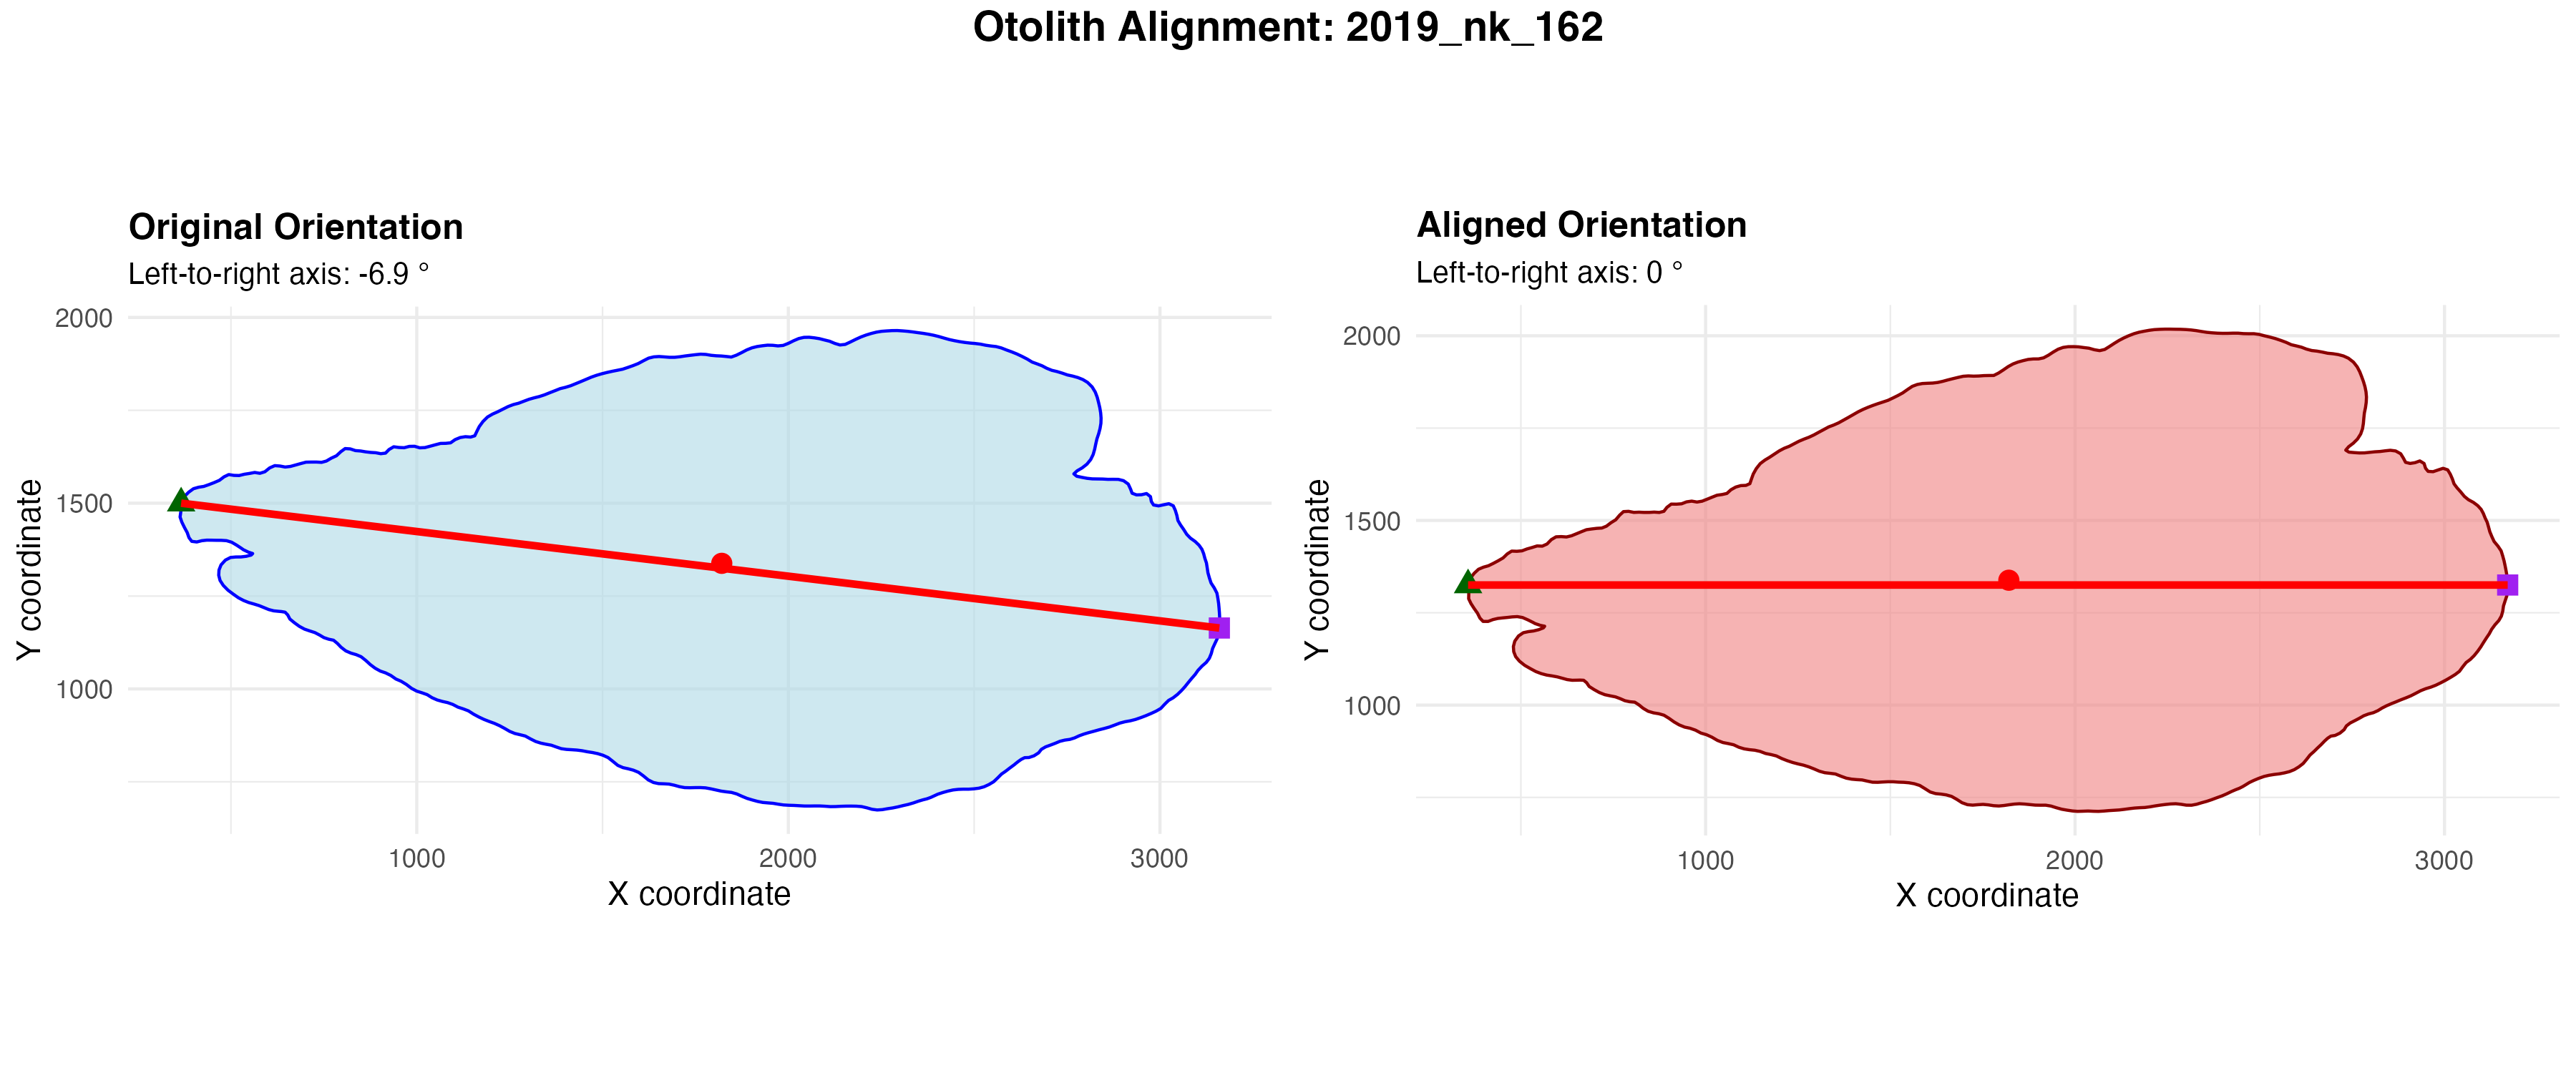 Otolith Alignment: 2019_nk_162
Original Orientation
Left-to-right axis: -6.9 °
2000
1500
1000
Y coordinate
1000
2000
3000
X coordinate
Aligned Orientation
Left-to-right axis: 0 °
2000
1500
1000
Y coordinate
1000
2000
3000
X coordinate